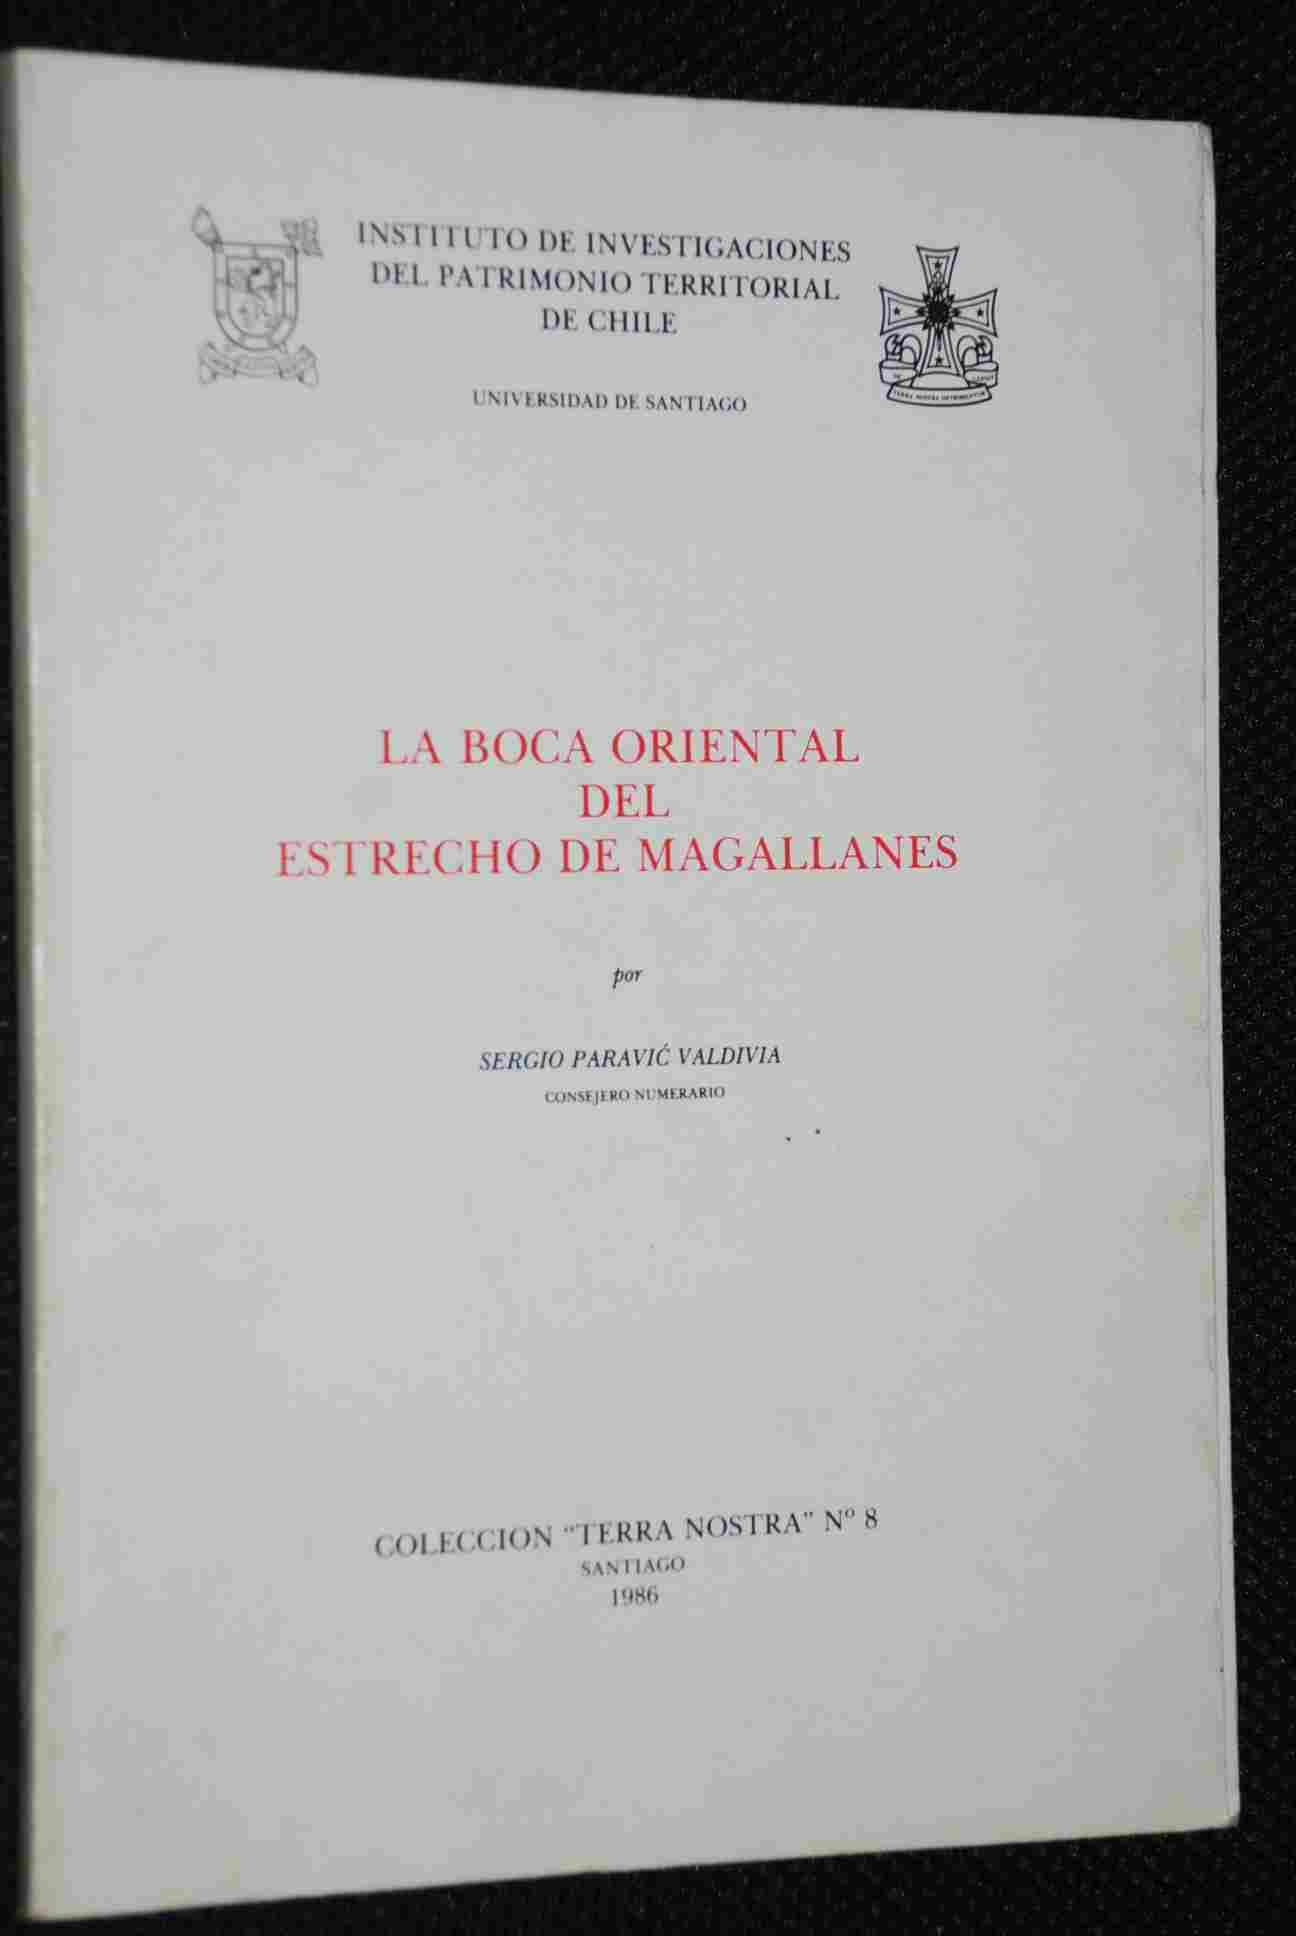 INSTITUTO DE INVESTIGACIONES
DEL PATRIMONIO TERRITORIAL
DE CHILE
UNIVERSIDAD DE SANTIAGO
LA BOCA ORIENTAL
DEL
ESTRECHO DE MAGALLANES
por
SERGIO PARAVIĆ VALDIVIA
CONSEJERO NUMERARIO
COLECCION "TERRA NOSTRA" Nº 8
SANTIAGO
1986